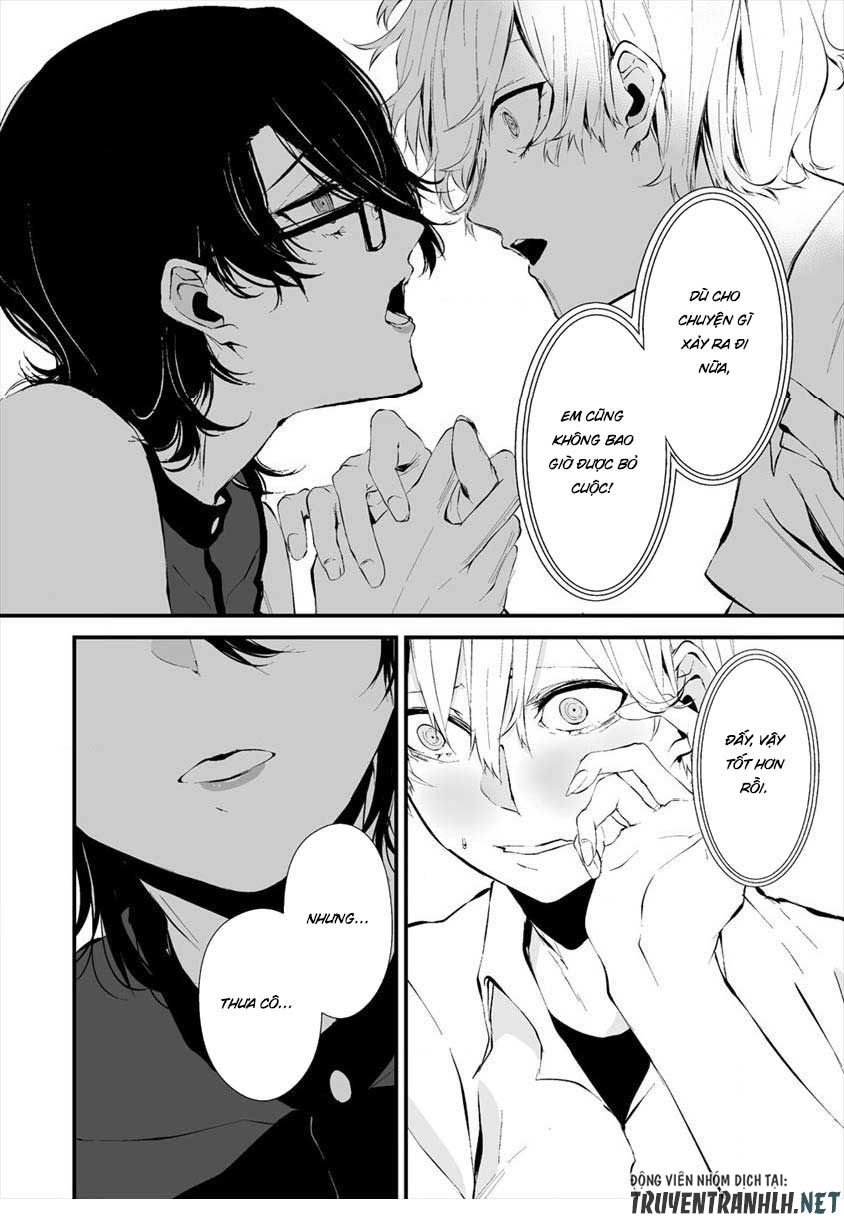 DÙ CHO
CHUYỆN GÌ
XẢY RA ĐI
NỮA,
EM CŨNG
KHÔNG BAO
GIỜ ĐƯỢC BỎ
CUỘC!
ĐẤY, VẬY
TỐT HƠN
RỒI.
NHƯNG...
THƯA CÔ...
ĐỘNG VIÊN NHÓM DỊCH TẠI:
TRUYENTRANHLH.NET